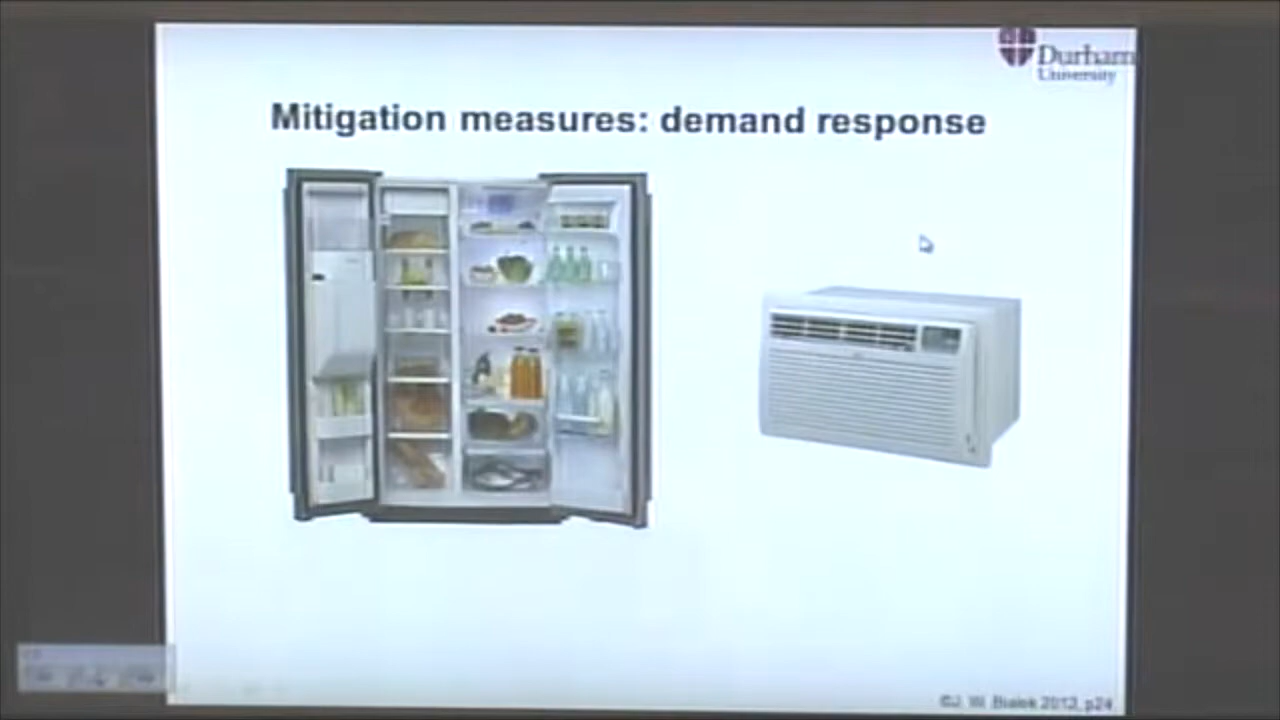 Durham
University
Mitigation measures: demand response
©J. W. Bialek 2012, p24